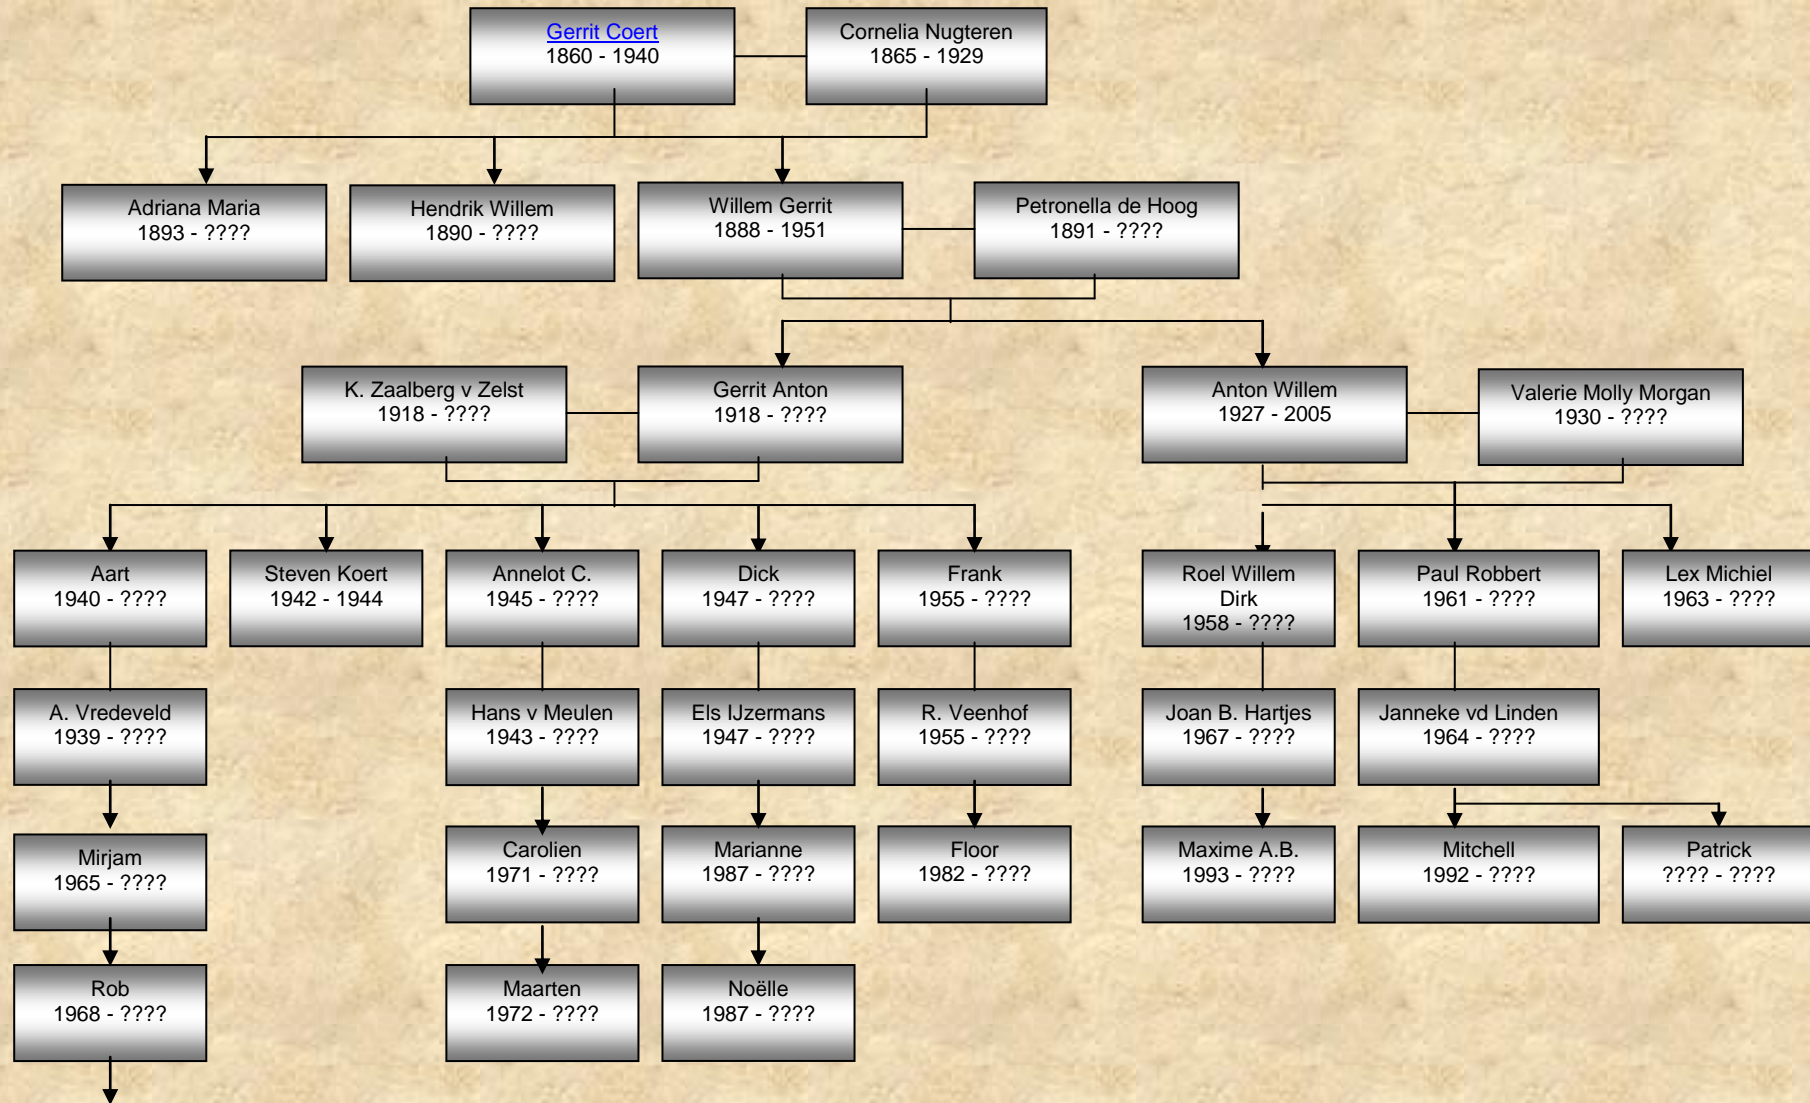 Gerrit Coert
1860 - 1940
Cornelia Nugteren
1865 - 1929
Adriana Maria
1893 - ????
Hendrik Willem
1890 - ????
Willem Gerrit
1888 - 1951
Petronella de Hoog
1891 - ????
K. Zaalberg v Zelst
1918 - ????
Gerrit Anton
1918 - ????
Anton Willem
1927 - 2005
Valerie Molly Morgan
1930 - ????
Aart
1940 - ????
Steven Koert
1942 - 1944
Annelot C.
1945 - ????
Dick
1947 - ????
Frank
1955 - ????
Roel Willem
Dirk
1958 - ????
Paul Robbert
1961 - ????
Lex Michiel
1963 - ????
A. Vredeveld
1939 - ????
Hans v Meulen
1943 - ????
Els IJzermans
1947 - ????
R. Veenhof
1955 - ????
Joan B. Hartjes
1967 - ????
Janneke vd Linden
1964 - ????
Mirjam
1965 - ????
Carolien
1971 - ????
Marianne
1987 - ????
Floor
1982 - ????
Maxime A.B.
1993 - ????
Mitchell
1992 - ????
Patrick
???? - ????
Rob
1968 - ????
Maarten
1972 - ????
Noëlle
1987 - ????